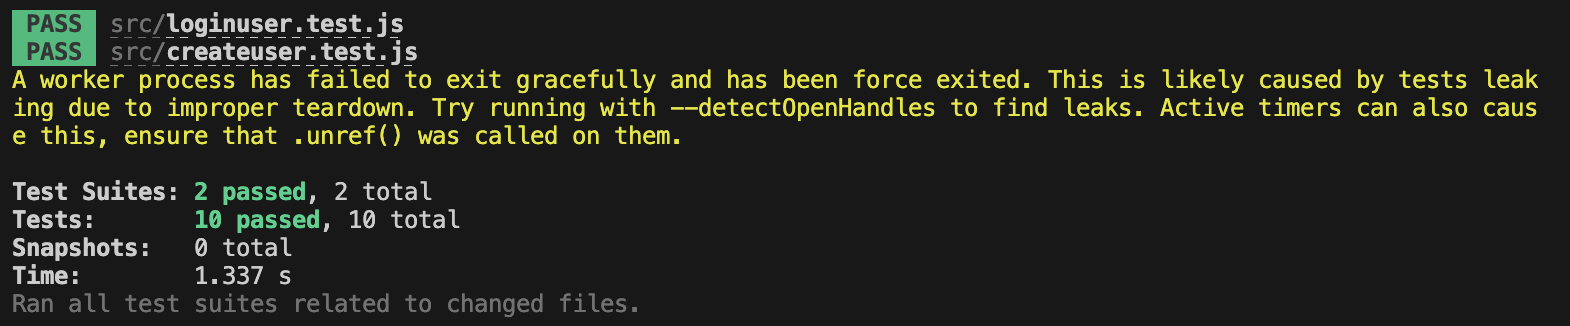 PASS src/loginuser.test.js
PASS src/createuser.test.js
A worker process has failed to exit gracefully and has been force exited. This is likely caused by tests leak
ing due to improper teardown. Try running with --detectOpenHandles to find leaks. Active timers can also caus
e this, ensure that .unref() was called on them.
Test Suites: 2 passed, 2 total
Tests: 10 passed, 10 total
Snapshots: 0 total
Time: 1.337 s
Ran all test suites related to changed files.